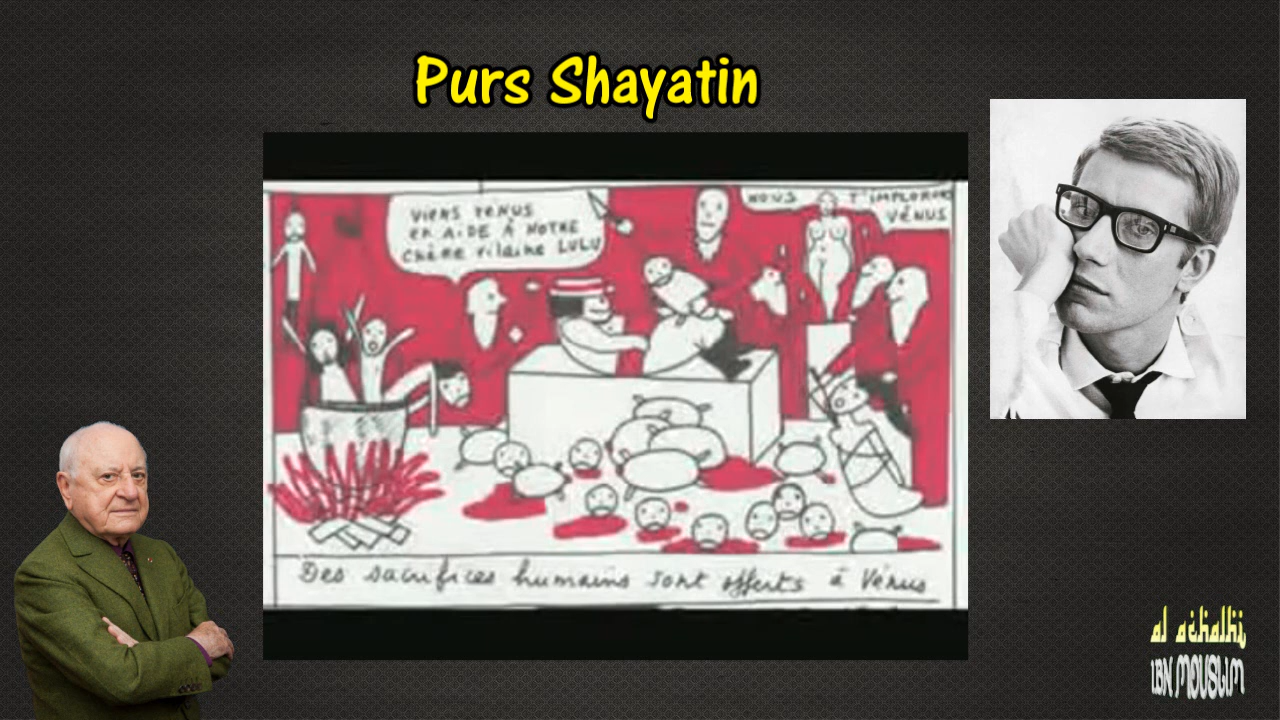 Purs Shayatin
VIENS VENUS
EN AIDE À NOTRE
CHÈRE VILAINE LULU
NOUS T'IMPLORONS
VÉNUS
Des sacrifices humains sont offerts à Vénus
al achalhi
IBN MOUSLIM